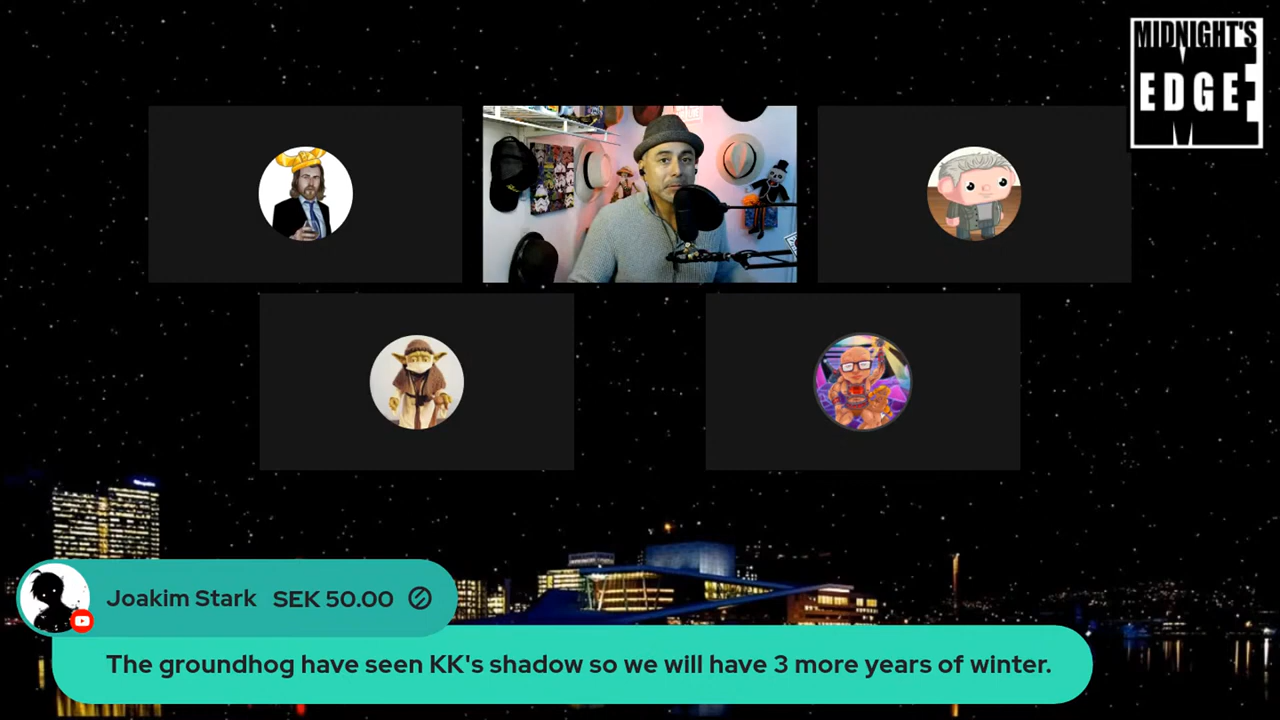 MIDNIGHT'S
EDGE
Joakim Stark SEK 50.00
The groundhog have seen KK's shadow so we will have 3 more years of winter.